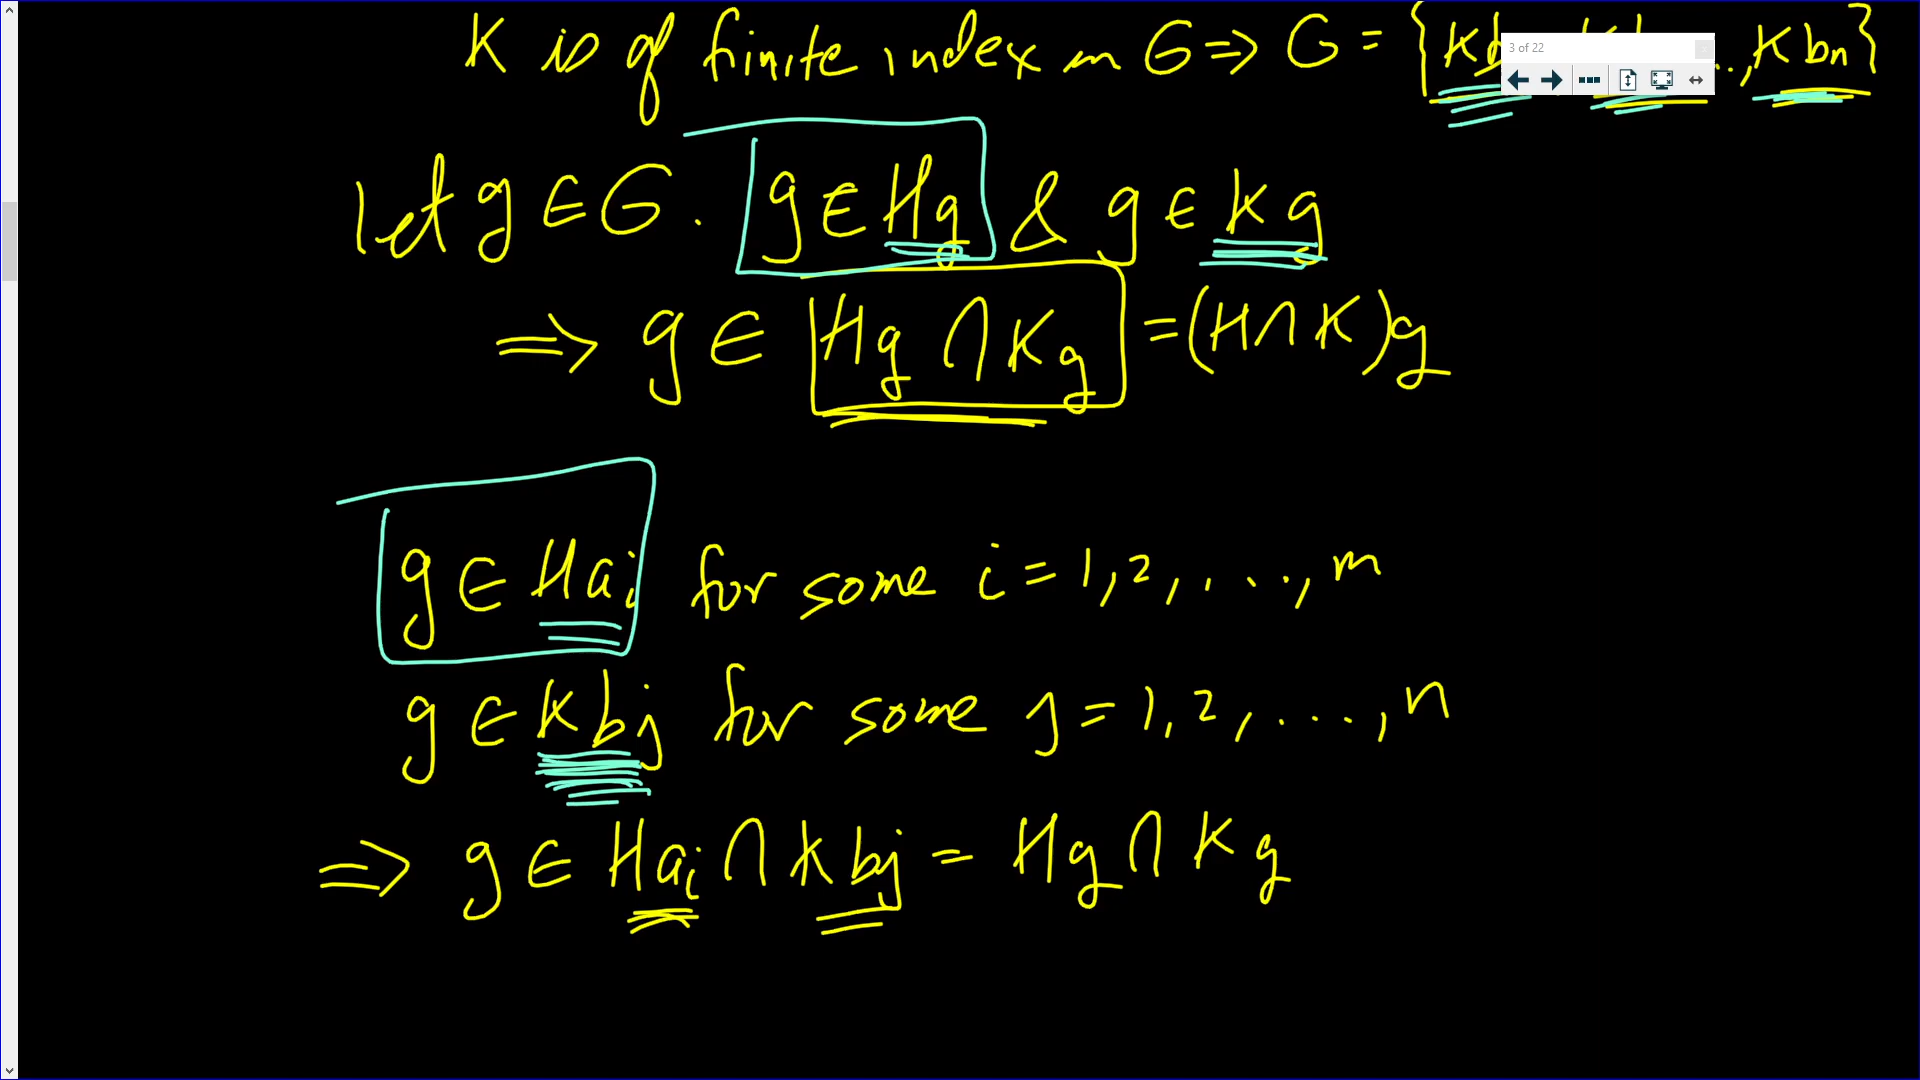 K is of finite index in G ⇒ G = {Kb ..., Kbn}
3 of 22
Let g ∈ G. g ∈ Hg & g ∈ Kg
⇒ g ∈ Hg ∩ Kg = (H ∩ K)g
g ∈ Hai for some i = 1, 2, ..., m
g ∈ Kbj for some j = 1, 2, ..., n
⇒ g ∈ Hai ∩ Kbj = Hg ∩ Kg